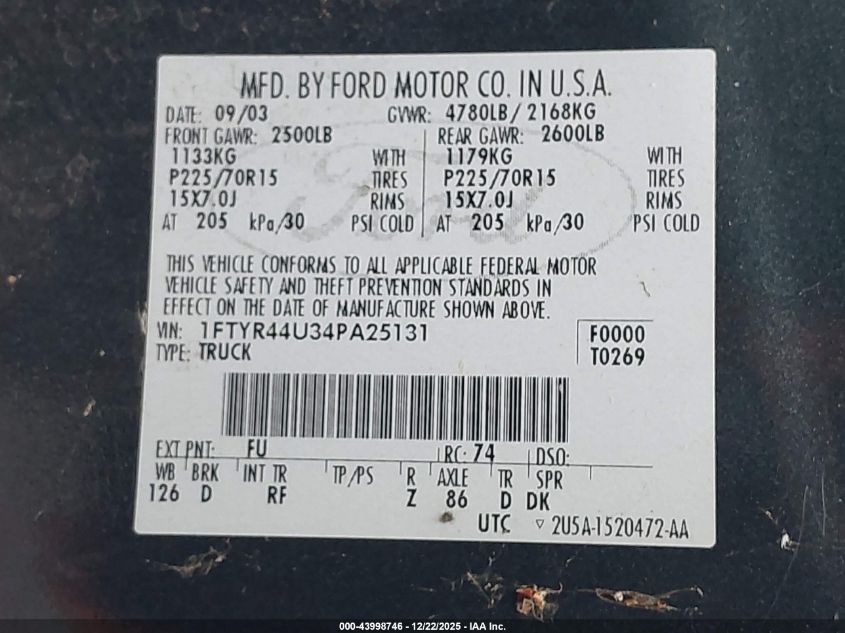 MFD. BY FORD MOTOR CO. IN U.S.A.
DATE: 09/03 GVWR: 4780LB/ 2168KG
FRONT GAWR: 2500LB REAR GAWR: 2600LB
1133KG WITH 1179KG WITH
P225/70R15 TIRES P225/70R15 TIRES
15X7.0J RIMS 15X7.0J RIMS
AT 205 kPa/30 PSI COLD AT 205 kPa/30 PSI COLD
Ford
THIS VEHICLE CONFORMS TO ALL APPLICABLE FEDERAL MOTOR
VEHICLE SAFETY AND THEFT PREVENTION STANDARDS IN
EFFECT ON THE DATE OF MANUFACTURE SHOWN ABOVE.
VIN: 1FTYR44U34PA25131 F0000
TYPE: TRUCK T0269
EXT PNT: FU RC: 74 DSO:
WB BRK INT TR TP/PS R AXLE TR SPR
126 D RF Z 86 D DK
UTC ▽ 2U5A-1520472-AA
000-43998746 - 12/22/2025 - IAA Inc.